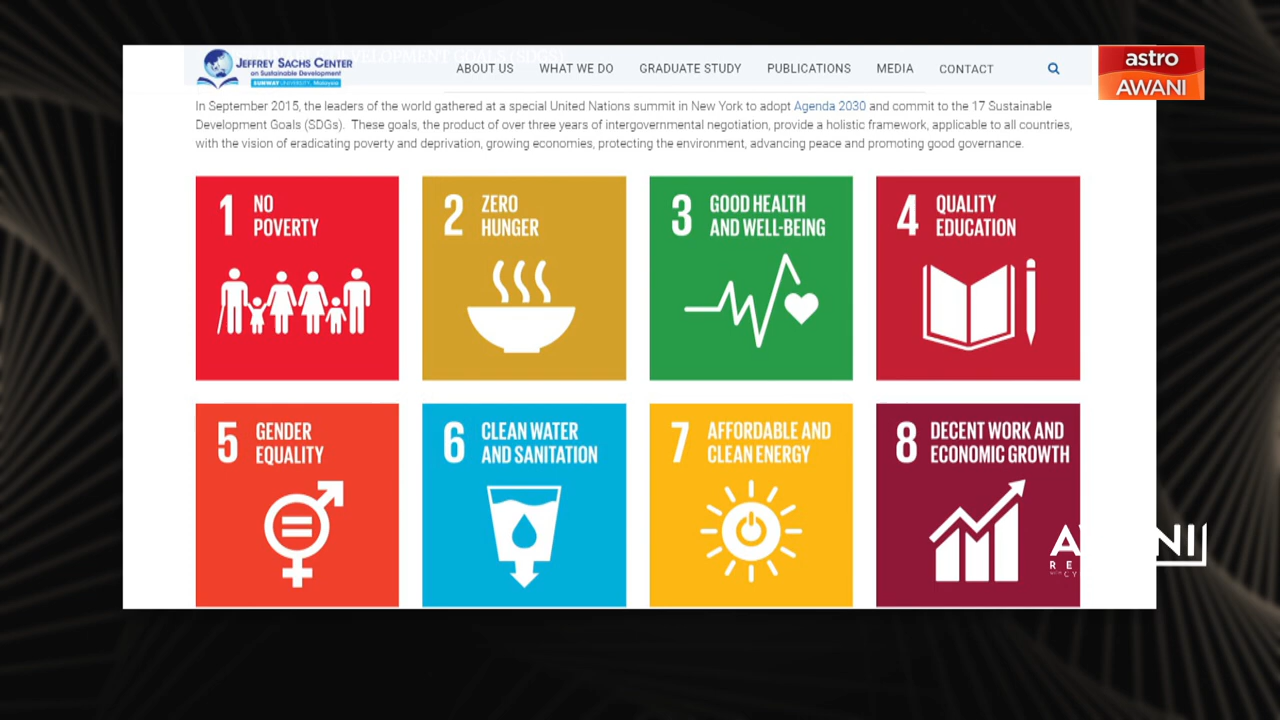 JEFFREY SACHS CENTER
on Sustainable Development
SUNWAY UNIVERSITY, Malaysia
ABOUT US WHAT WE DO GRADUATE STUDY PUBLICATIONS MEDIA CONTACT
astro
AWANI
In September 2015, the leaders of the world gathered at a special United Nations summit in New York to adopt Agenda 2030 and commit to the 17 Sustainable
Development Goals (SDGs). These goals, the product of over three years of intergovernmental negotiation, provide a holistic framework, applicable to all countries,
with the vision of eradicating poverty and deprivation, growing economies, protecting the environment, advancing peace and promoting good governance.
1 NO
POVERTY
2 ZERO
HUNGER
3 GOOD HEALTH
AND WELL-BEING
4 QUALITY
EDUCATION
5 GENDER
EQUALITY
6 CLEAN WATER
AND SANITATION
7 AFFORDABLE AND
CLEAN ENERGY
8 DECENT WORK AND
ECONOMIC GROWTH